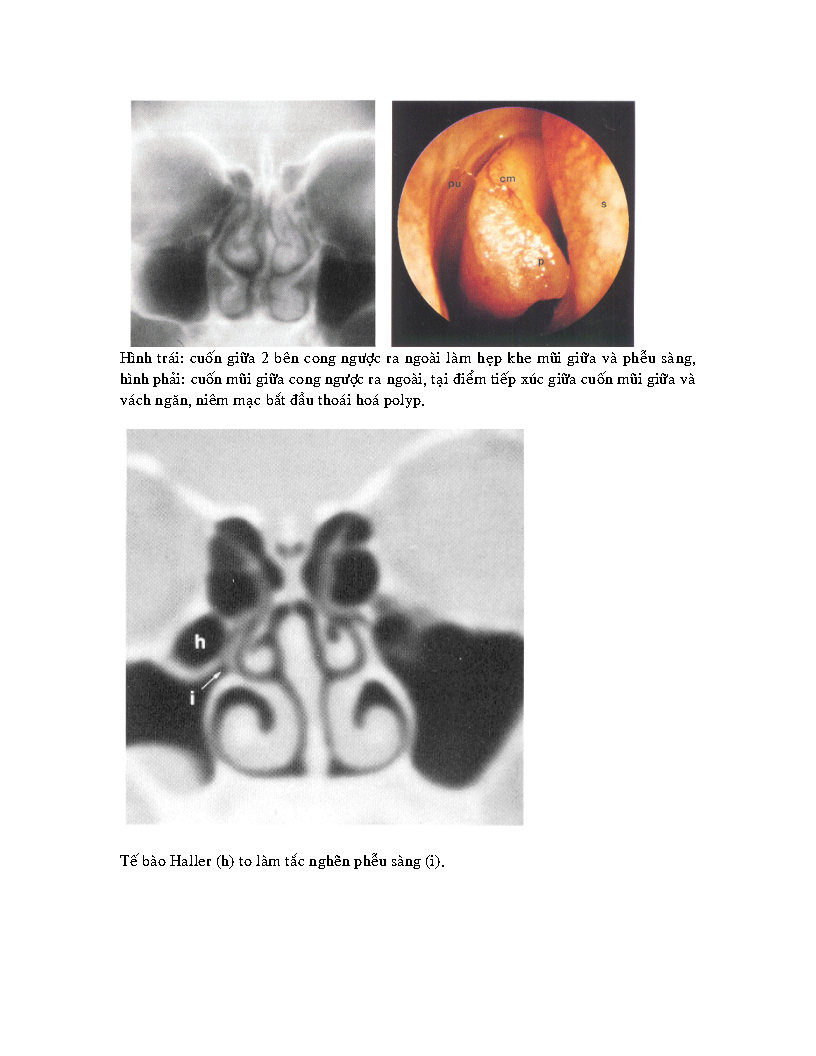 pu
cm
s
p
Hình trái: cuốn giữa 2 bên cong ngược ra ngoài làm hẹp khe mũi giữa và phễu sàng,
hình phải: cuốn mũi giữa cong ngược ra ngoài, tại điểm tiếp xúc giữa cuốn mũi giữa và
vách ngăn, niêm mạc bắt đầu thoái hoá polyp.
h
i
Tế bào Haller (h) to làm tắc nghẽn phễu sàng (i).